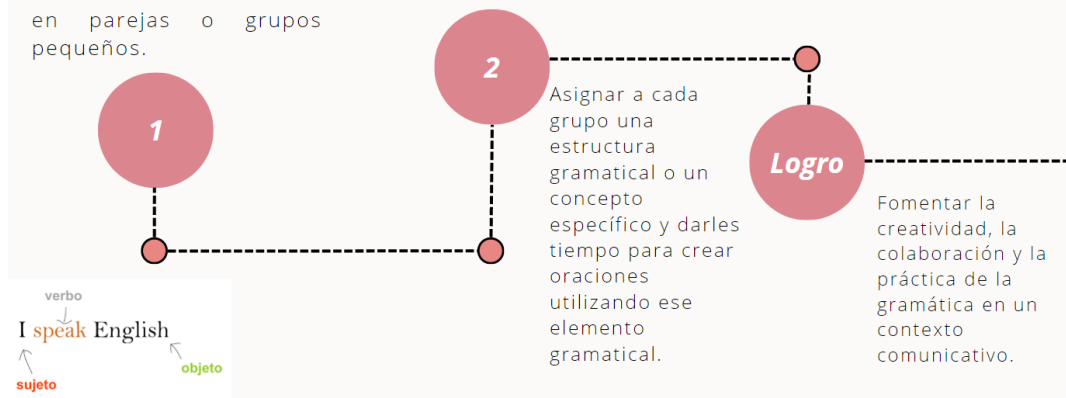 en parejas o grupos
pequeños.
1
2
Asignar a cada
grupo una
estructura
gramatical o un
concepto
específico y darles
tiempo para crear
oraciones
utilizando ese
elemento
gramatical.
Logro
Fomentar la
creatividad, la
colaboración y la
práctica de la
gramática en un
contexto
comunicativo.
verbo
I speak English
objeto
sujeto